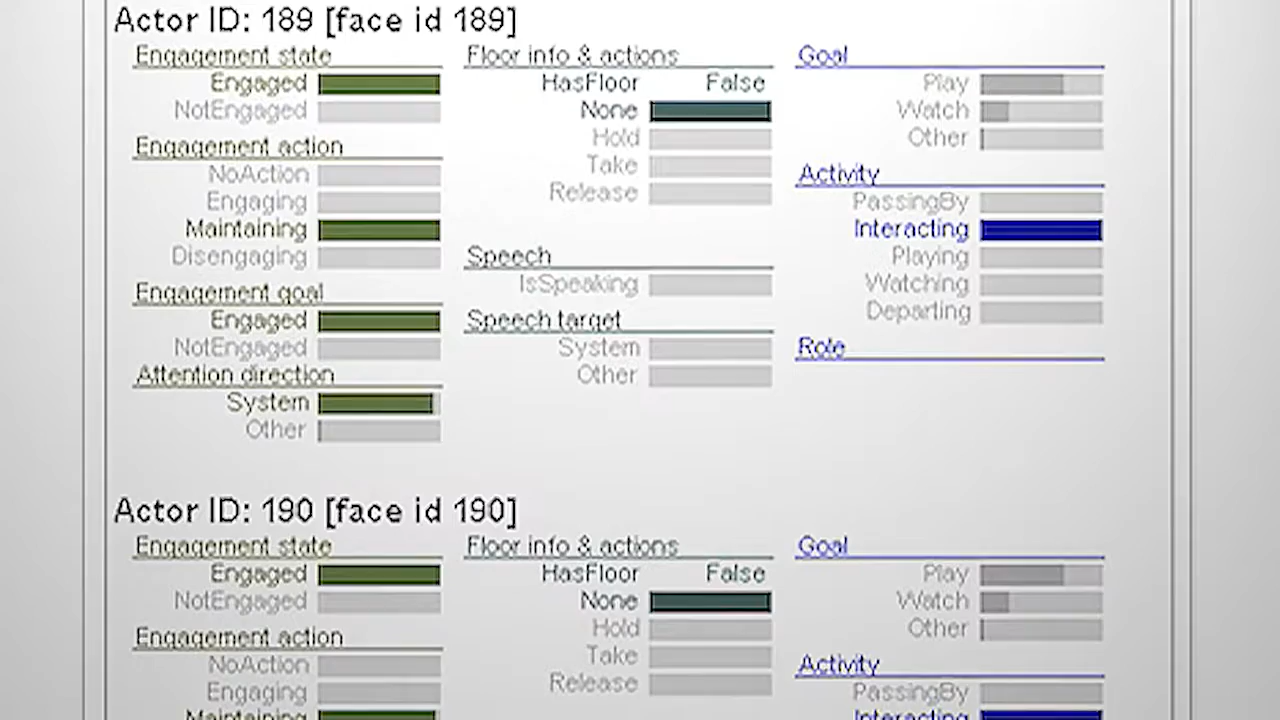 Actor ID: 189 [face id 189]
Engagement state
Engaged
NotEngaged
Engagement action
NoAction
Engaging
Maintaining
Disengaging
Engagement goal
Engaged
NotEngaged
Attention direction
System
Other
Floor info & actions
HasFloor False
None
Hold
Take
Release
Speech
IsSpeaking
Speech target
System
Other
Goal
Play
Watch
Other
Activity
PassingBy
Interacting
Playing
Watching
Departing
Role
Actor ID: 190 [face id 190]
Engagement state
Engaged
NotEngaged
Engagement action
NoAction
Engaging
Maintaining
Floor info & actions
HasFloor False
None
Hold
Take
Release
Goal
Play
Watch
Other
Activity
PassingBy
Interacting